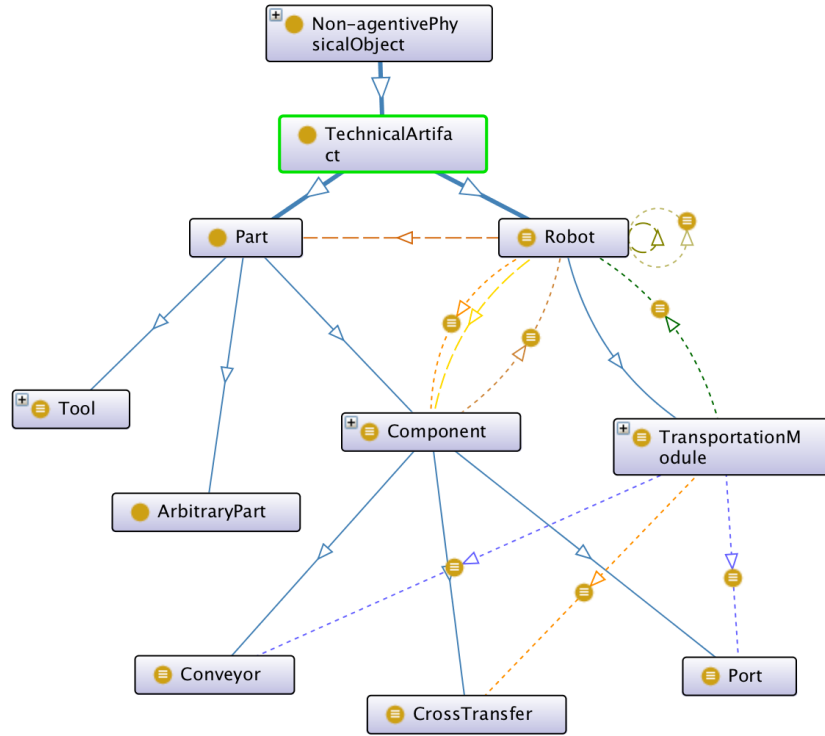 Non-agentivePhy
sicalObject
TechnicalArtifa
ct
Part
Robot
Tool
Component
TransportationM
odule
ArbitraryPart
Conveyor
CrossTransfer
Port